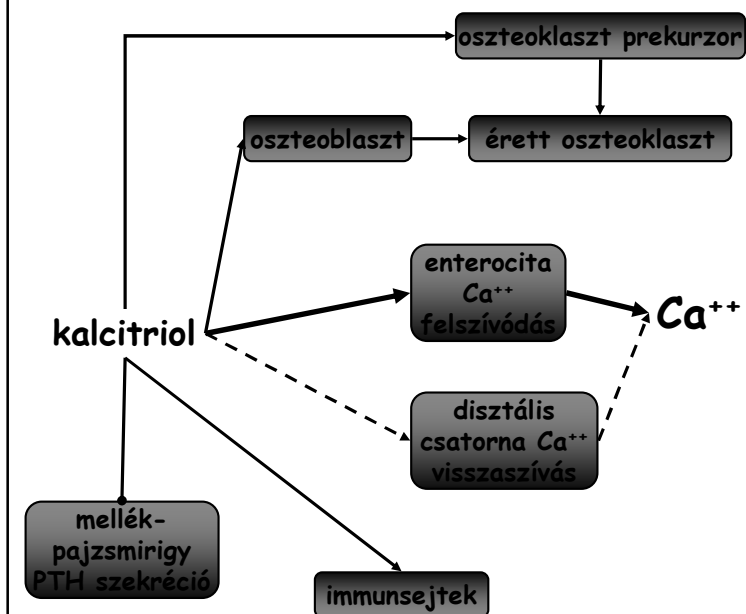 oszteoklaszt prekurzor
oszteoblaszt
érett oszteoklaszt
enterocita
Ca⁺⁺
felszívódás
Ca⁺⁺
kalcitriol
disztális
csatorna Ca⁺⁺
visszaszívás
mellék-
pajzsmirigy
PTH szekréció
immunsejtek